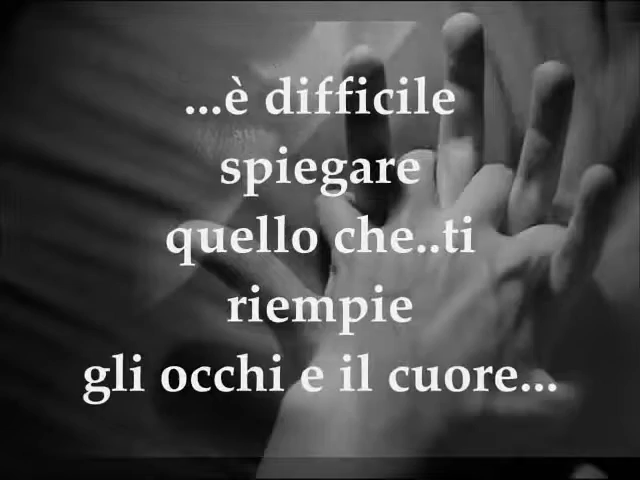 ...è difficile
spiegare
quello che..ti
riempie
gli occhi e il cuore...